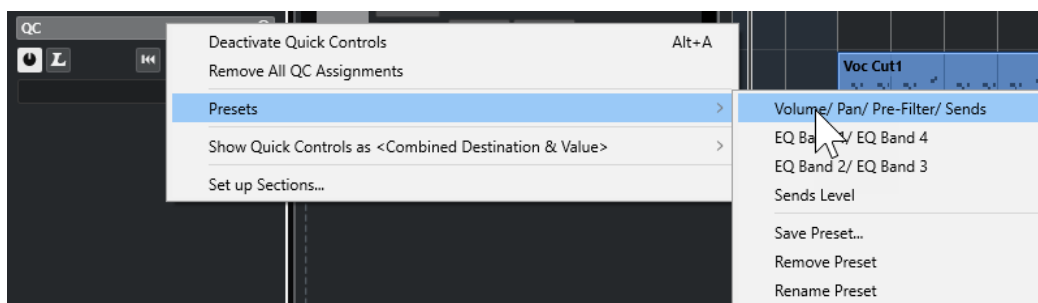 QC
L
Deactivate Quick Controls Alt+A
Remove All QC Assignments
Presets
Show Quick Controls as <Combined Destination & Value>
Set up Sections...
Voc Cut1
Volume/ Pan/ Pre-Filter/ Sends
EQ Band / EQ Band 4
EQ Band 2/ EQ Band 3
Sends Level
Save Preset...
Remove Preset
Rename Preset